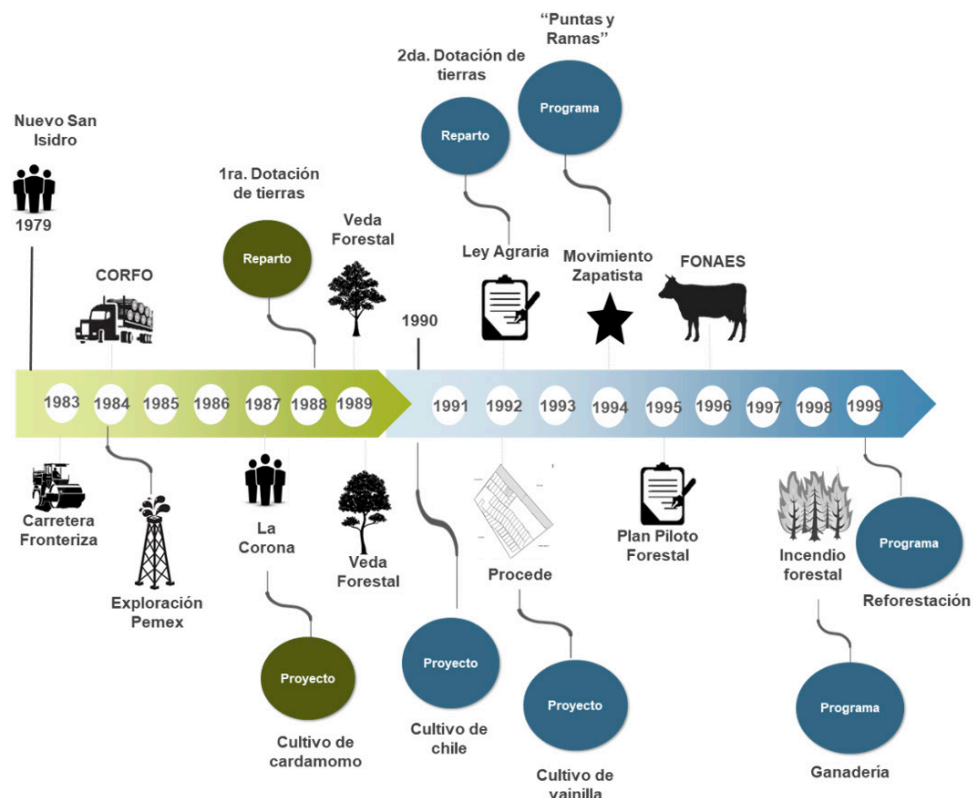 “Puntas y
Ramas”
2da. Dotación de
tierras
Programa
Nuevo San
Isidro
Reparto
1979
1ra. Dotación
de tierras
Veda
Forestal
Reparto
Ley Agraria
Movimiento
Zapatista
FONAES
CORFO
1990
1983 1984 1985 1986 1987 1988 1989 1991 1992 1993 1994 1995 1996 1997 1998 1999
Carretera
Fronteriza
Exploración
Pemex
La
Corona
Veda
Forestal
Procede
Plan Piloto
Forestal
Incendio
forestal
Programa
Reforestación
Proyecto
Cultivo de
cardamomo
Proyecto
Cultivo de
chile
Proyecto
Cultivo de
vainilla
Programa
Ganadería